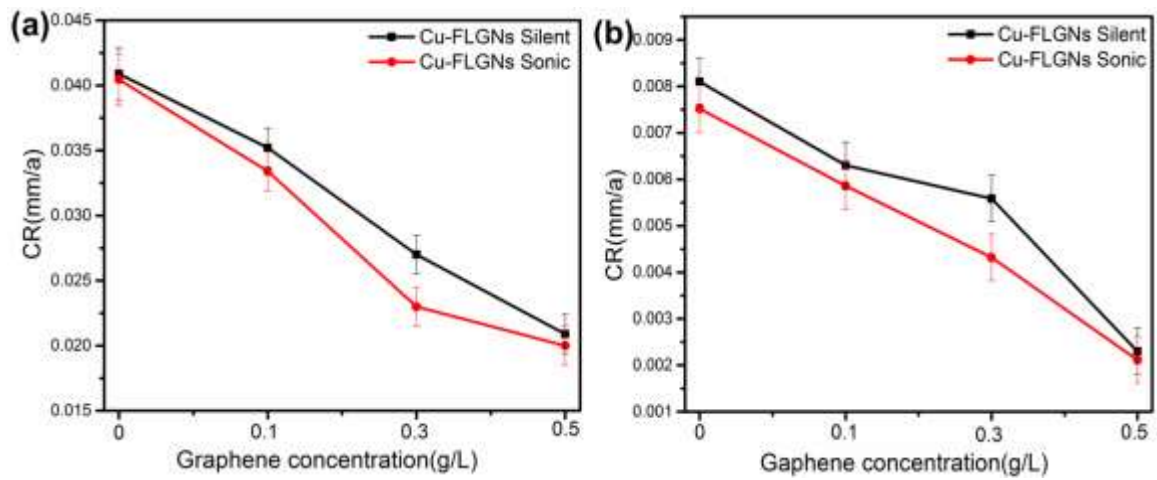 (a)
Cu-FLGNs Silent
Cu-FLGNs Sonic
CR(mm/a)
0.045
0.040
0.035
0.030
0.025
0.020
0.015
0
0.1
0.3
0.5
Graphene concentration(g/L)
(b)
Cu-FLGNs Silent
Cu-FLGNs Sonic
CR(mm/a)
0.009
0.008
0.007
0.006
0.005
0.004
0.003
0.002
0.001
0
0.1
0.3
0.5
Gaphene concentration(g/L)